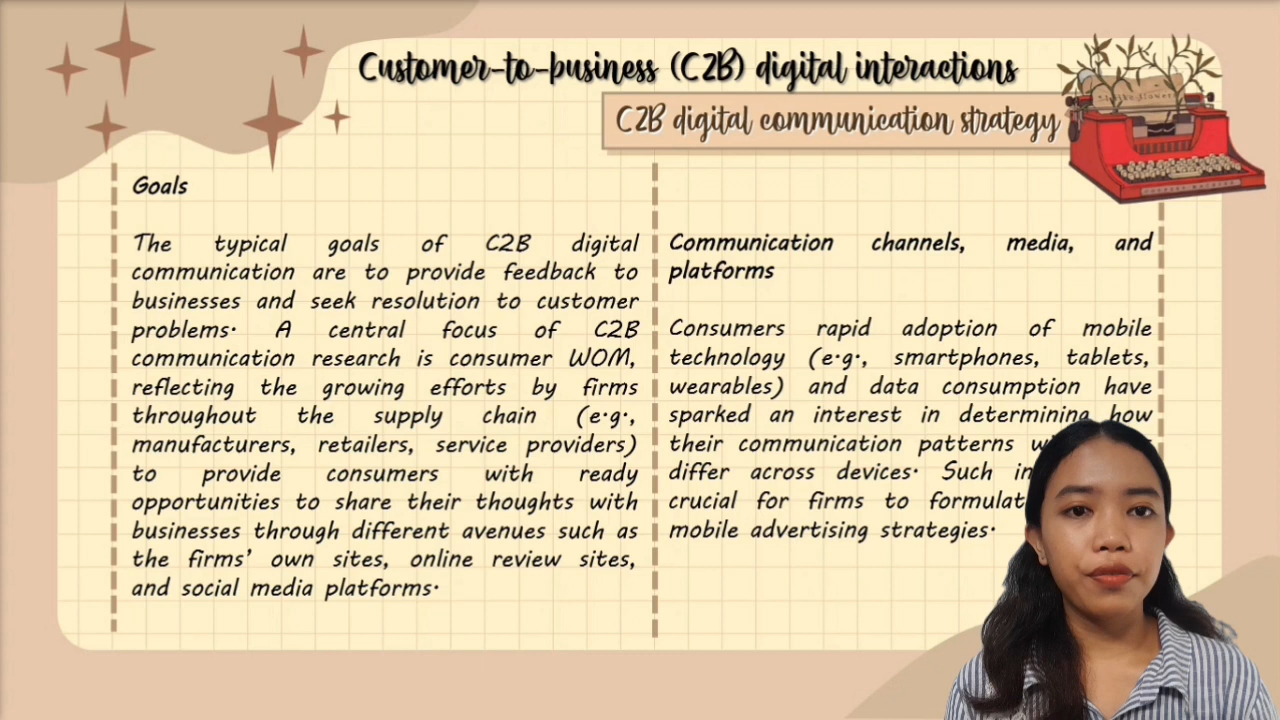 Customer-to-business (C2B) digital interactions
C2B digital communication strategy
Goals
The typical goals of C2B digital
communication are to provide feedback to
businesses and seek resolution to customer
problems. A central focus of C2B
communication research is consumer WOM,
reflecting the growing efforts by firms
throughout the supply chain (e.g.,
manufacturers, retailers, service providers)
to provide consumers with ready
opportunities to share their thoughts with
businesses through different avenues such as
the firms' own sites, online review sites,
and social media platforms.
Communication channels, media, and
platforms
Consumers rapid adoption of mobile
technology (e.g., smartphones, tablets,
wearables) and data consumption have
sparked an interest in determining how
their communication patterns
differ across devices. Such
crucial for firms to
mobile advertising strategies.